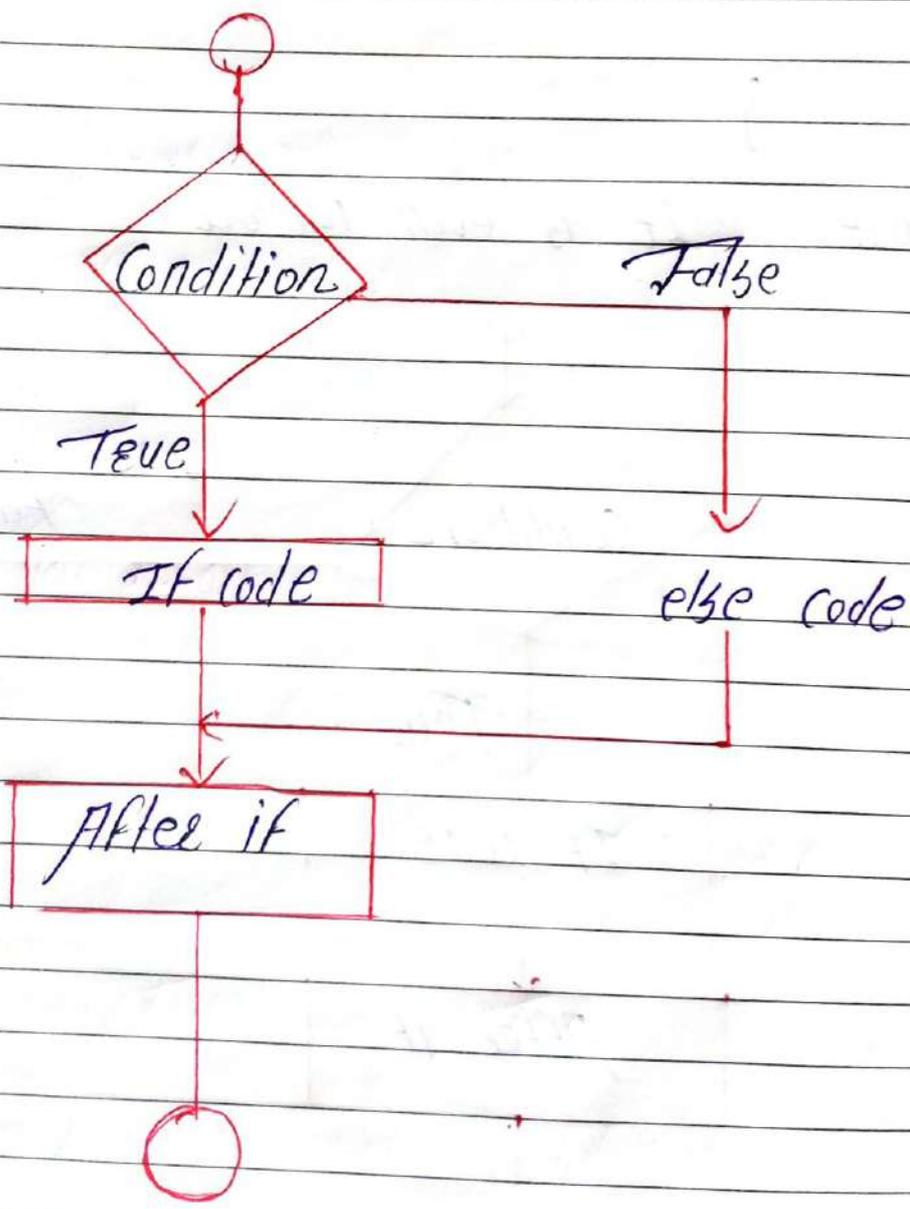 Condition
False
True
If code
else code
After if